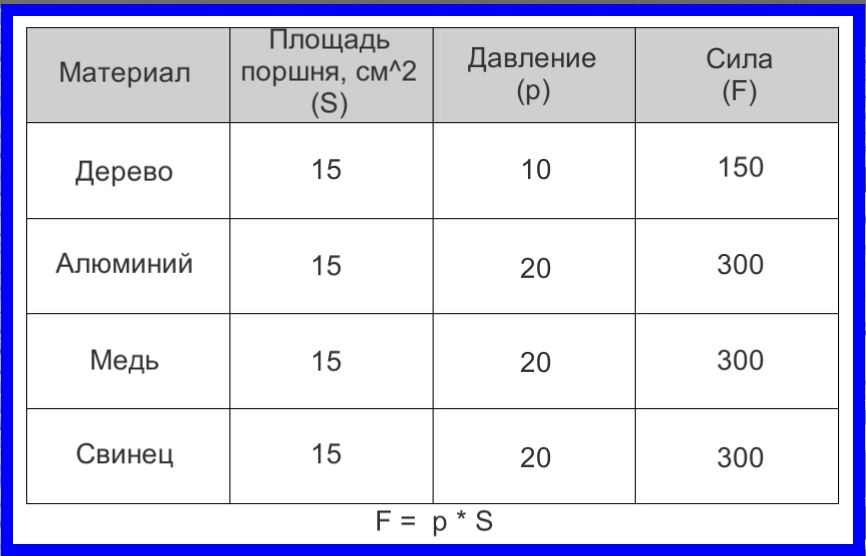 Материал
Площадь
поршня, см^2
(S)
Давление
(p)
Сила
(F)
Дерево 15 10 150
Алюминий 15 20 300
Медь 15 20 300
Свинец 15 20 300
F = p * S